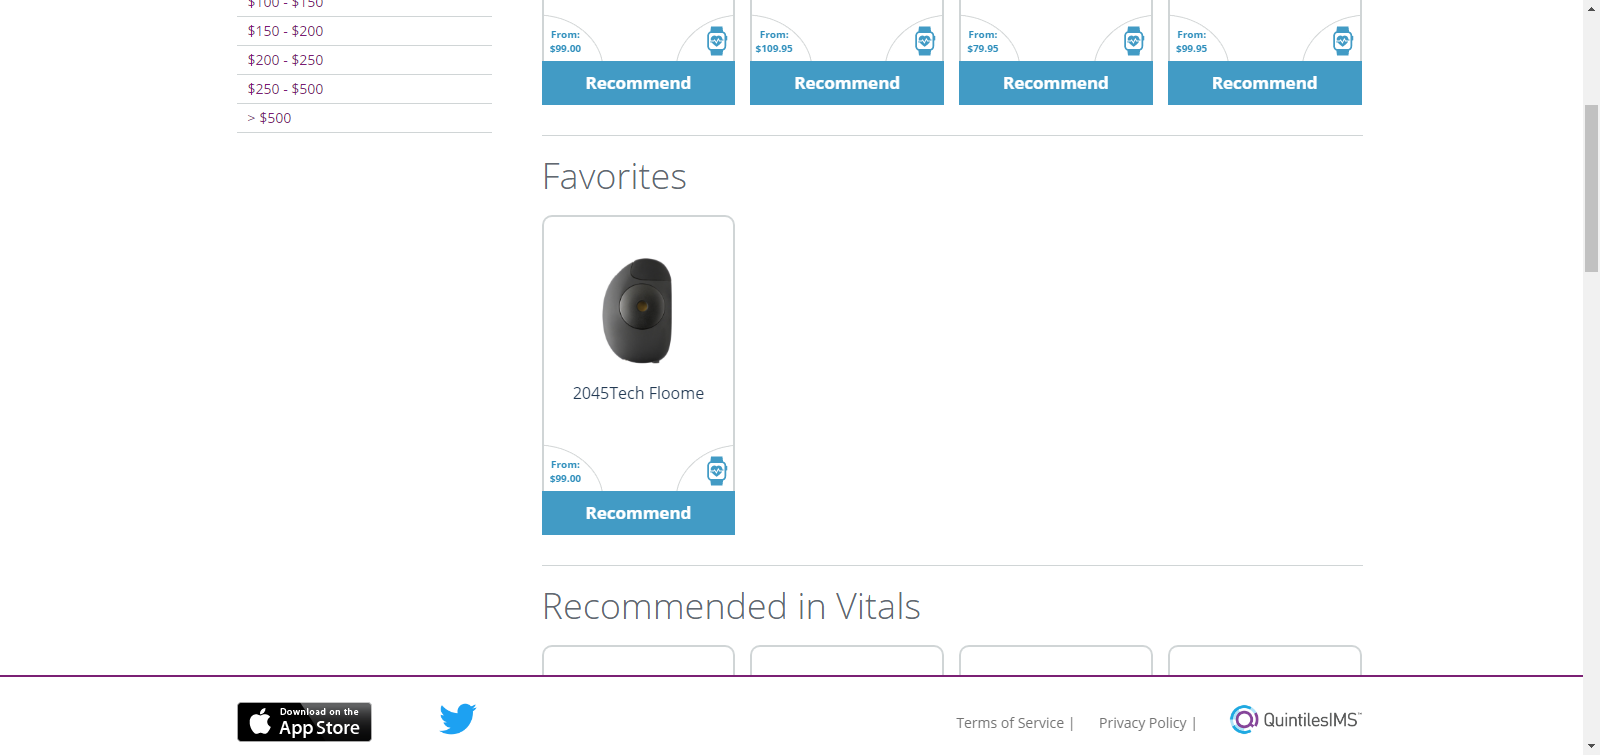 $100 - $150
$150 - $200
$200 - $250
$250 - $500
> $500
From:
$99.00
Recommend
From:
$109.95
Recommend
From:
$79.95
Recommend
From:
$99.95
Recommend
Favorites
2045Tech Floome
From:
$99.00
Recommend
Recommended in Vitals
Download on the
App Store
Terms of Service |
Privacy Policy |
QuintilesIMS™